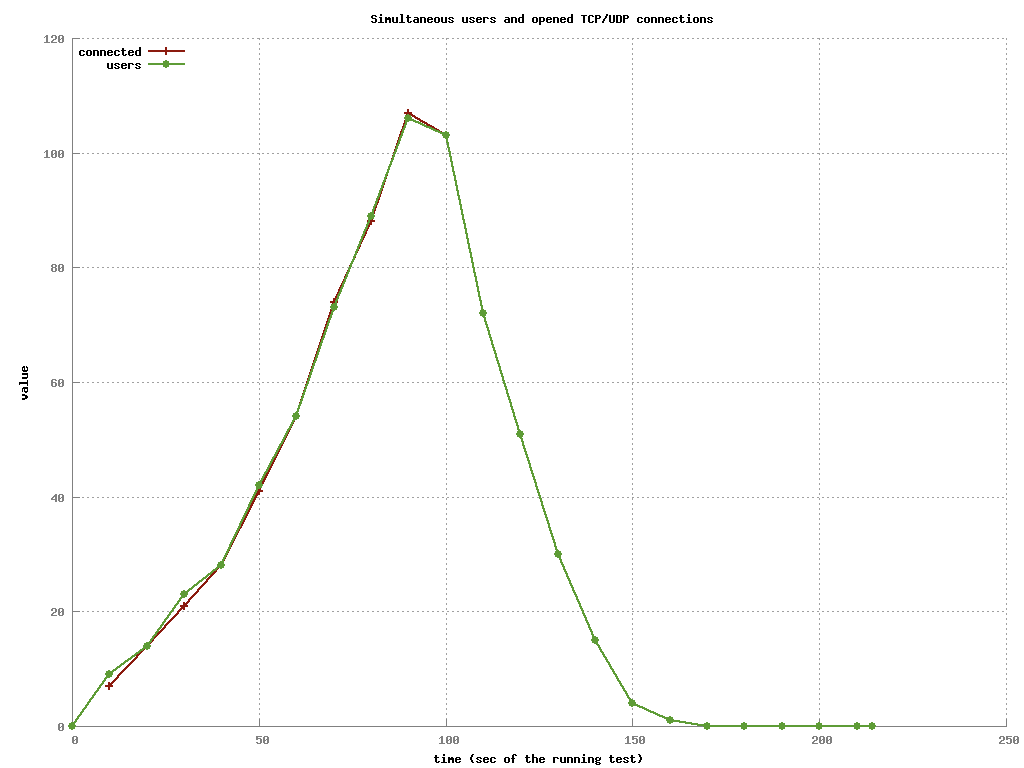 Simultaneous users and opened TCP/UDP connections
120
connected
users
100
80
60
value
40
20
0
0 50 100 150 200 250
time (sec of the running test)